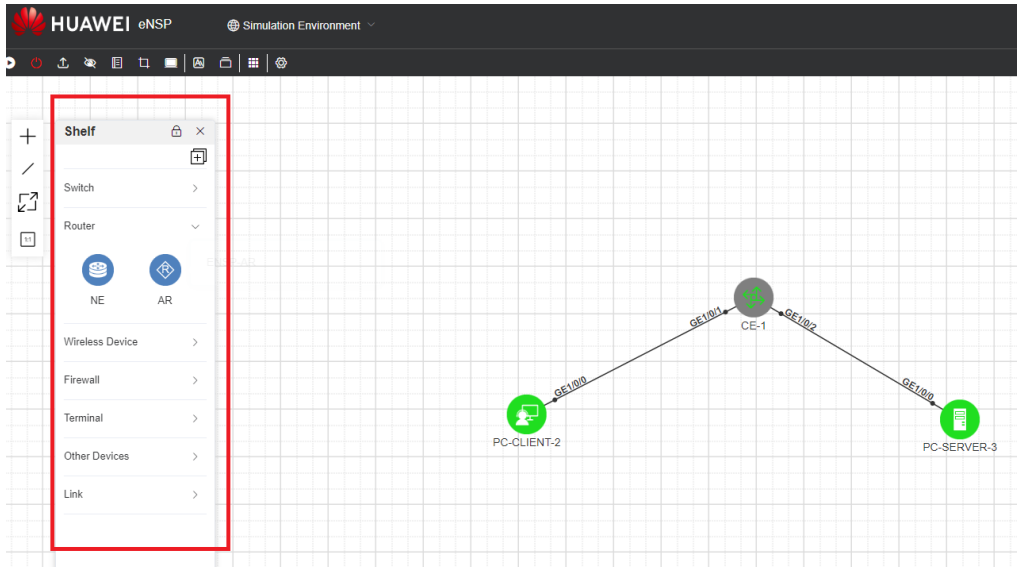 HUAWEI eNSP
Simulation Environment
Shelf
Switch
Router
NE
AR
Wireless Device
Firewall
Terminal
Other Devices
Link
GE1/0/1
CE-1
GE1/0/2
GE1/0/0
PC-CLIENT-2
GE1/0/0
PC-SERVER-3